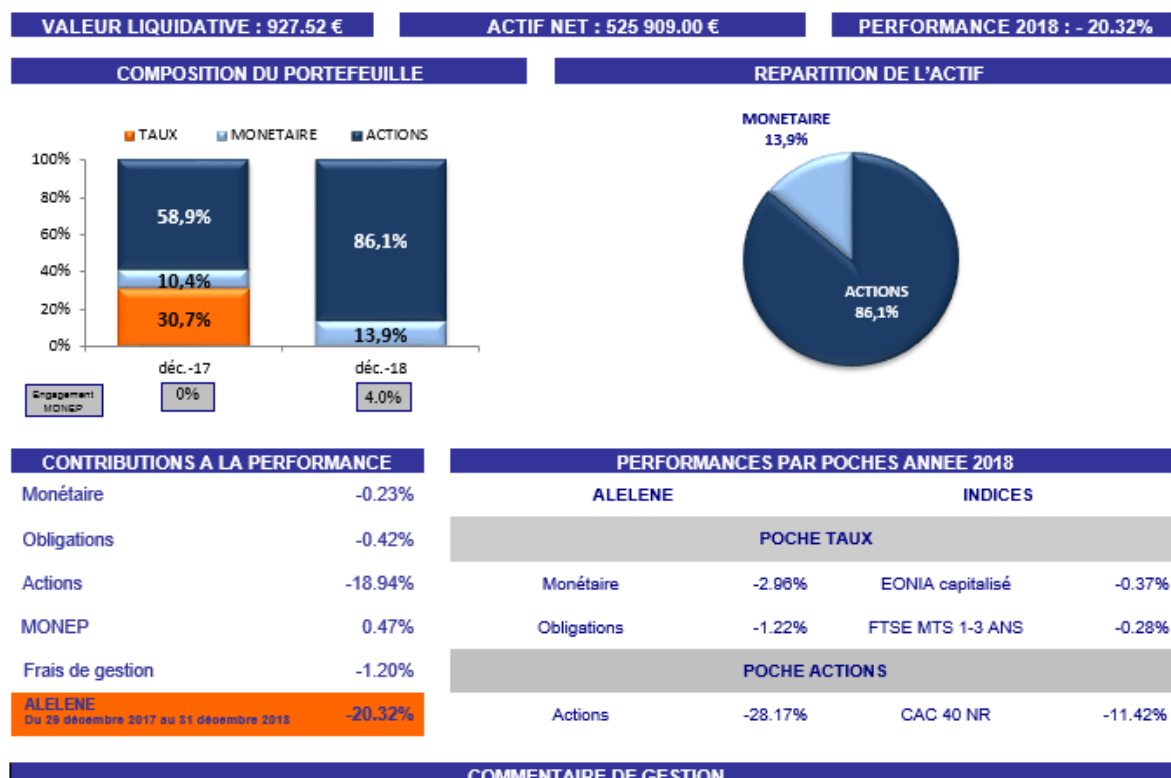 VALEUR LIQUIDATIVE : 927.52 €
ACTIF NET : 525 909.00 €
PERFORMANCE 2018 : - 20.32%
COMPOSITION DU PORTEFEUILLE
TAUX MONETAIRE ACTIONS
100%
80%
60%
40%
20%
0%
58,9%
10,4%
30,7%
86,1%
13,9%
déc.-17 déc.-18
Engagement
MONEP
0% 4.0%
REPARTITION DE L'ACTIF
MONETAIRE
13,9%
ACTIONS
86,1%
CONTRIBUTIONS A LA PERFORMANCE
Monétaire -0.23%
Obligations -0.42%
Actions -18.94%
MONEP 0.47%
Frais de gestion -1.20%
ALELENE
Du 29 décembre 2017 au 31 décembre 2018 -20.32%
PERFORMANCES PAR POCHES ANNEE 2018
ALELENE INDICES
POCHE TAUX
Monétaire -2.96% EONIA capitalisé -0.37%
Obligations -1.22% FTSE MTS 1-3 ANS -0.28%
POCHE ACTIONS
Actions -28.17% CAC 40 NR -11.42%
COMMENTAIRE DE GESTION